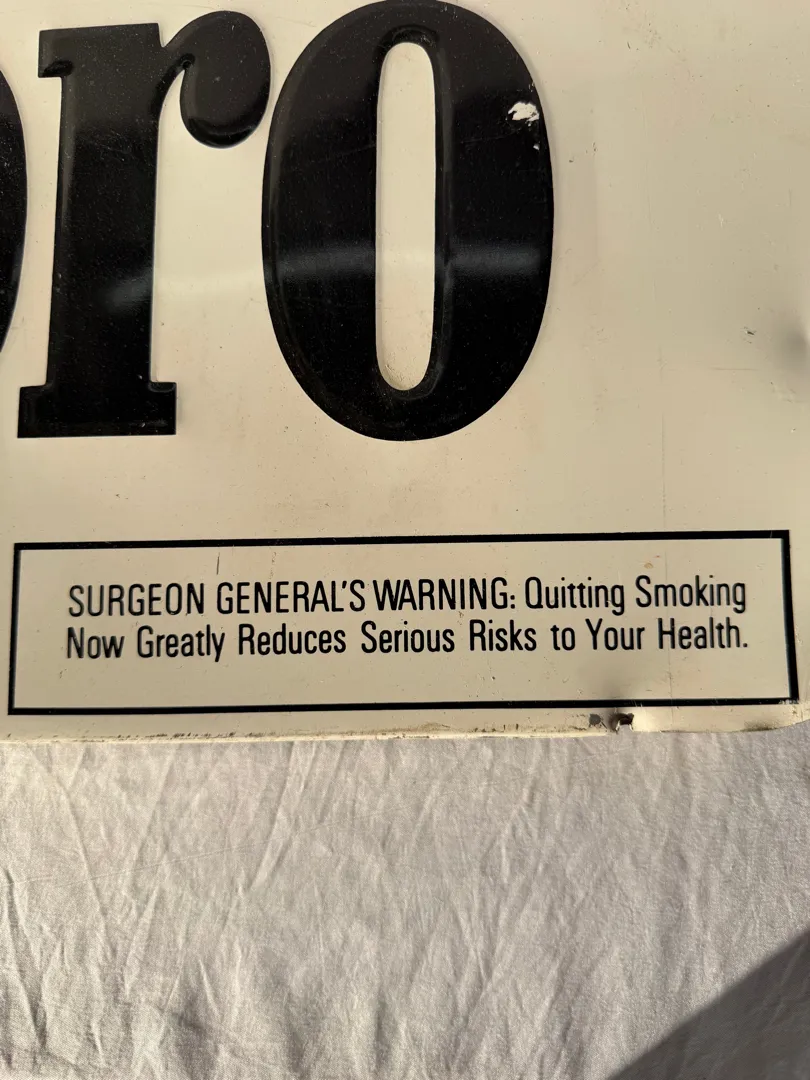 ro
SURGEON GENERAL'S WARNING: Quitting Smoking
Now Greatly Reduces Serious Risks to Your Health.